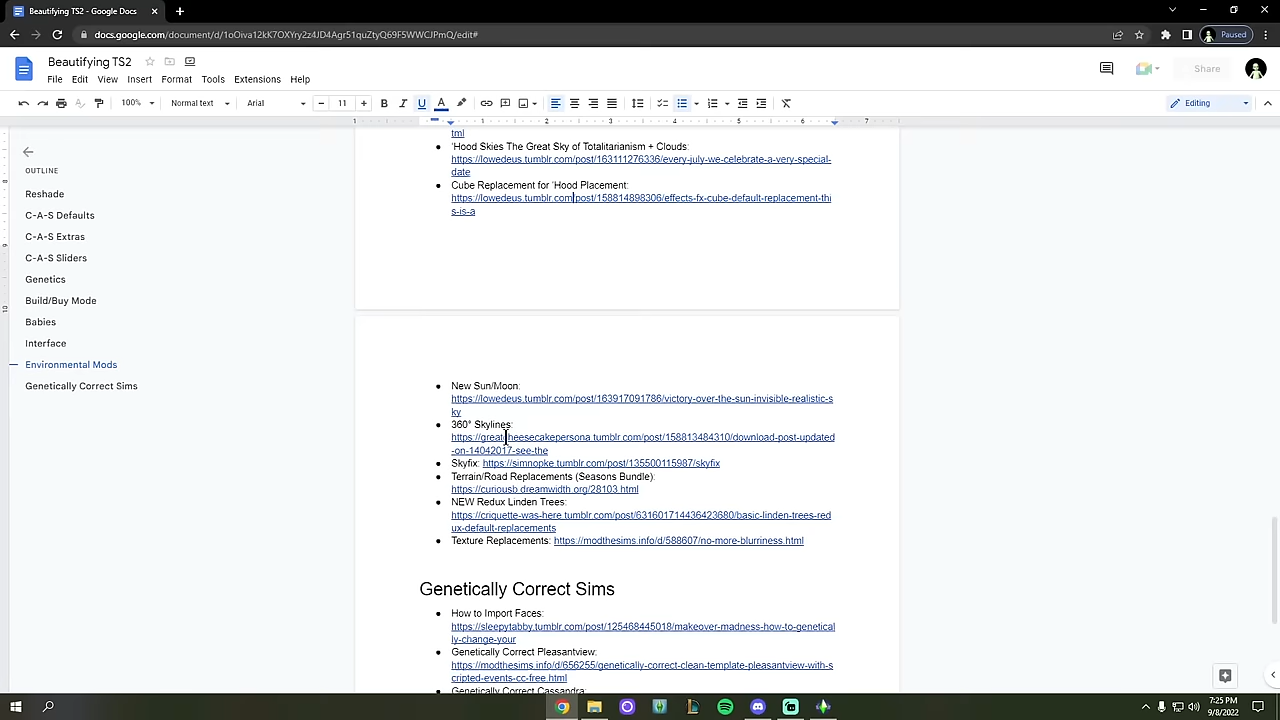 Beautifying TS2 - Google Docs
docs.google.com/document/d/1oOiva12kK7OXYry2z4JD4Agr51quZtyQ69F5WWCJPmQ/edit#
Paused
Beautifying TS2
File Edit View Insert Format Tools Extensions Help
Share
100% Normal text Arial 11 B I U A Editing
1 1 2 3 4 5 6 7
OUTLINE
Reshade
C-A-S Defaults
C-A-S Extras
C-A-S Sliders
Genetics
Build/Buy Mode
Babies
Interface
Environmental Mods
Genetically Correct Sims
tml
'Hood Skies The Great Sky of Totalitarianism + Clouds:
https://lowedeus.tumblr.com/post/163111276336/every-july-we-celebrate-a-very-special-
date
Cube Replacement for 'Hood Placement:
https://lowedeus.tumblr.com/post/158814898306/effects-fx-cube-default-replacement-thi
s-is-a
New Sun/Moon:
https://lowedeus.tumblr.com/post/163917091786/victory-over-the-sun-invisible-realistic-s
ky
360° Skylines:
https://greatcheesecakepersona.tumblr.com/post/158813484310/download-post-updated
-on-14042017-see-the
Skyfix: https://simnopke.tumblr.com/post/135500115987/skyfix
Terrain/Road Replacements (Seasons Bundle):
https://curiousb.dreamwidth.org/28103.html
NEW Redux Linden Trees:
https://criquette-was-here.tumblr.com/post/631601714436423680/basic-linden-trees-red
ux-default-replacements
Texture Replacements: https://modthesims.info/d/588607/no-more-blurriness.html
Genetically Correct Sims
How to Import Faces:
https://sleepytabby.tumblr.com/post/125468445018/makeover-madness-how-to-genetical
ly-change-your
Genetically Correct Pleasantview:
https://modthesims.info/d/656255/genetically-correct-clean-template-pleasantview-with-s
cripted-events-cc-free.html
Genetically Correct Cassandra:
7:25 PM
9/8/2022